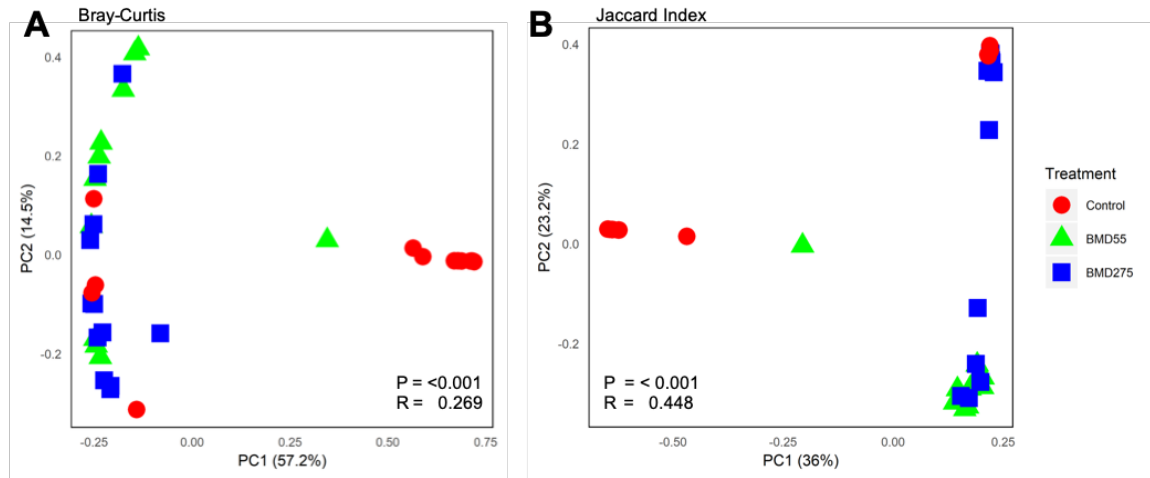 A Bray-Curtis
0.4
0.2
0.0
-0.2
PC2 (14.5%)
P = <0.001
R = 0.269
-0.25 0.00 0.25 0.50 0.75
PC1 (57.2%)
B Jaccard Index
0.4
0.2
0.0
-0.2
PC2 (23.2%)
P = < 0.001
R = 0.448
-0.50 0.00 0.25
PC1 (36%)
Treatment
Control
BMD55
BMD275